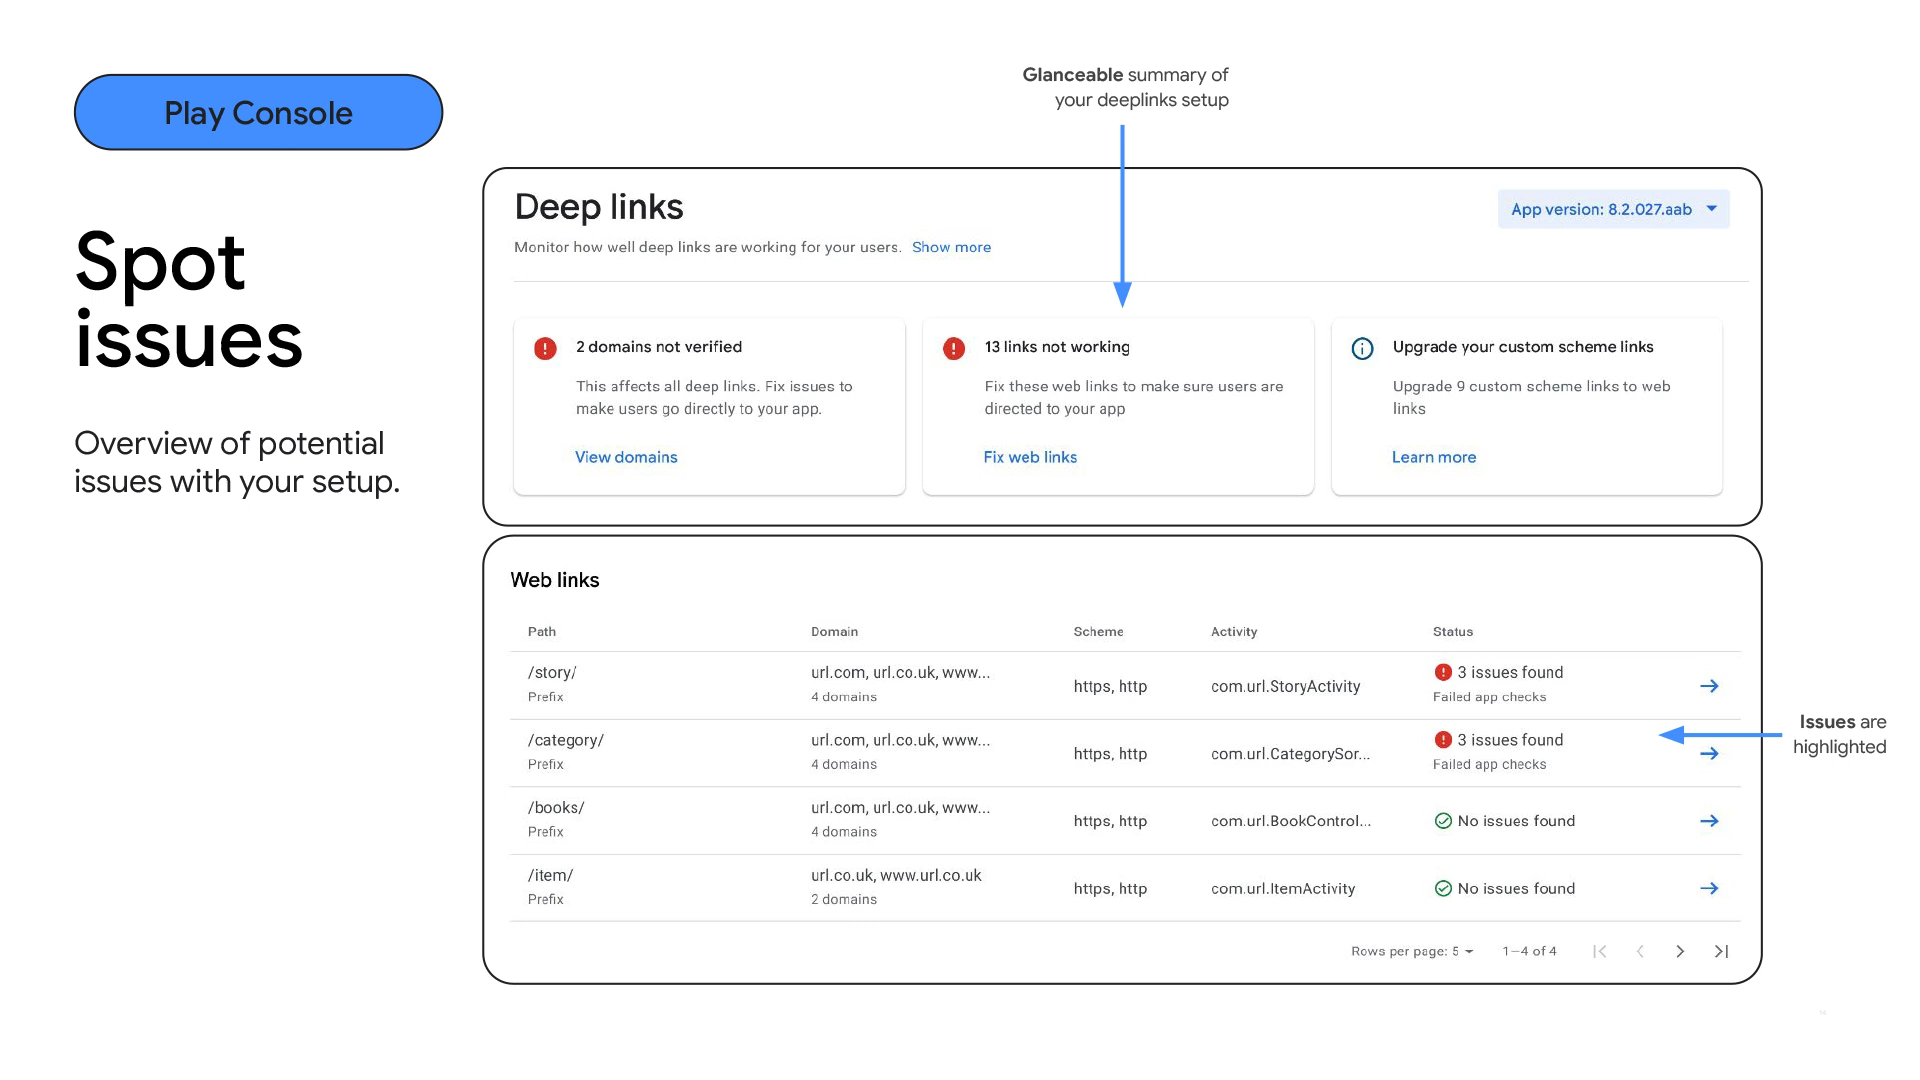 Play Console
Spot
issues
Overview of potential
issues with your setup.
Glanceable summary of
your deeplinks setup
Deep links
App version: 8.2.027.aab
Monitor how well deep links are working for your users. Show more
2 domains not verified
This affects all deep links. Fix issues to
make users go directly to your app.
View domains
13 links not working
Fix these web links to make sure users are
directed to your app
Fix web links
Upgrade your custom scheme links
Upgrade 9 custom scheme links to web
links
Learn more
Web links
Path Domain Scheme Activity Status
/story/ url.com, url.co.uk, www... https, http com.url.StoryActivity 3 issues found
Prefix 4 domains Failed app checks
/category/ url.com, url.co.uk, www... https, http com.url.CategorySor... 3 issues found
Prefix 4 domains Failed app checks
/books/ url.com, url.co.uk, www... https, http com.url.BookControl... No issues found
Prefix 4 domains
/item/ url.co.uk, www.url.co.uk https, http com.url.ItemActivity No issues found
Prefix 2 domains
Rows per page: 5 1–4 of 4
Issues are
highlighted